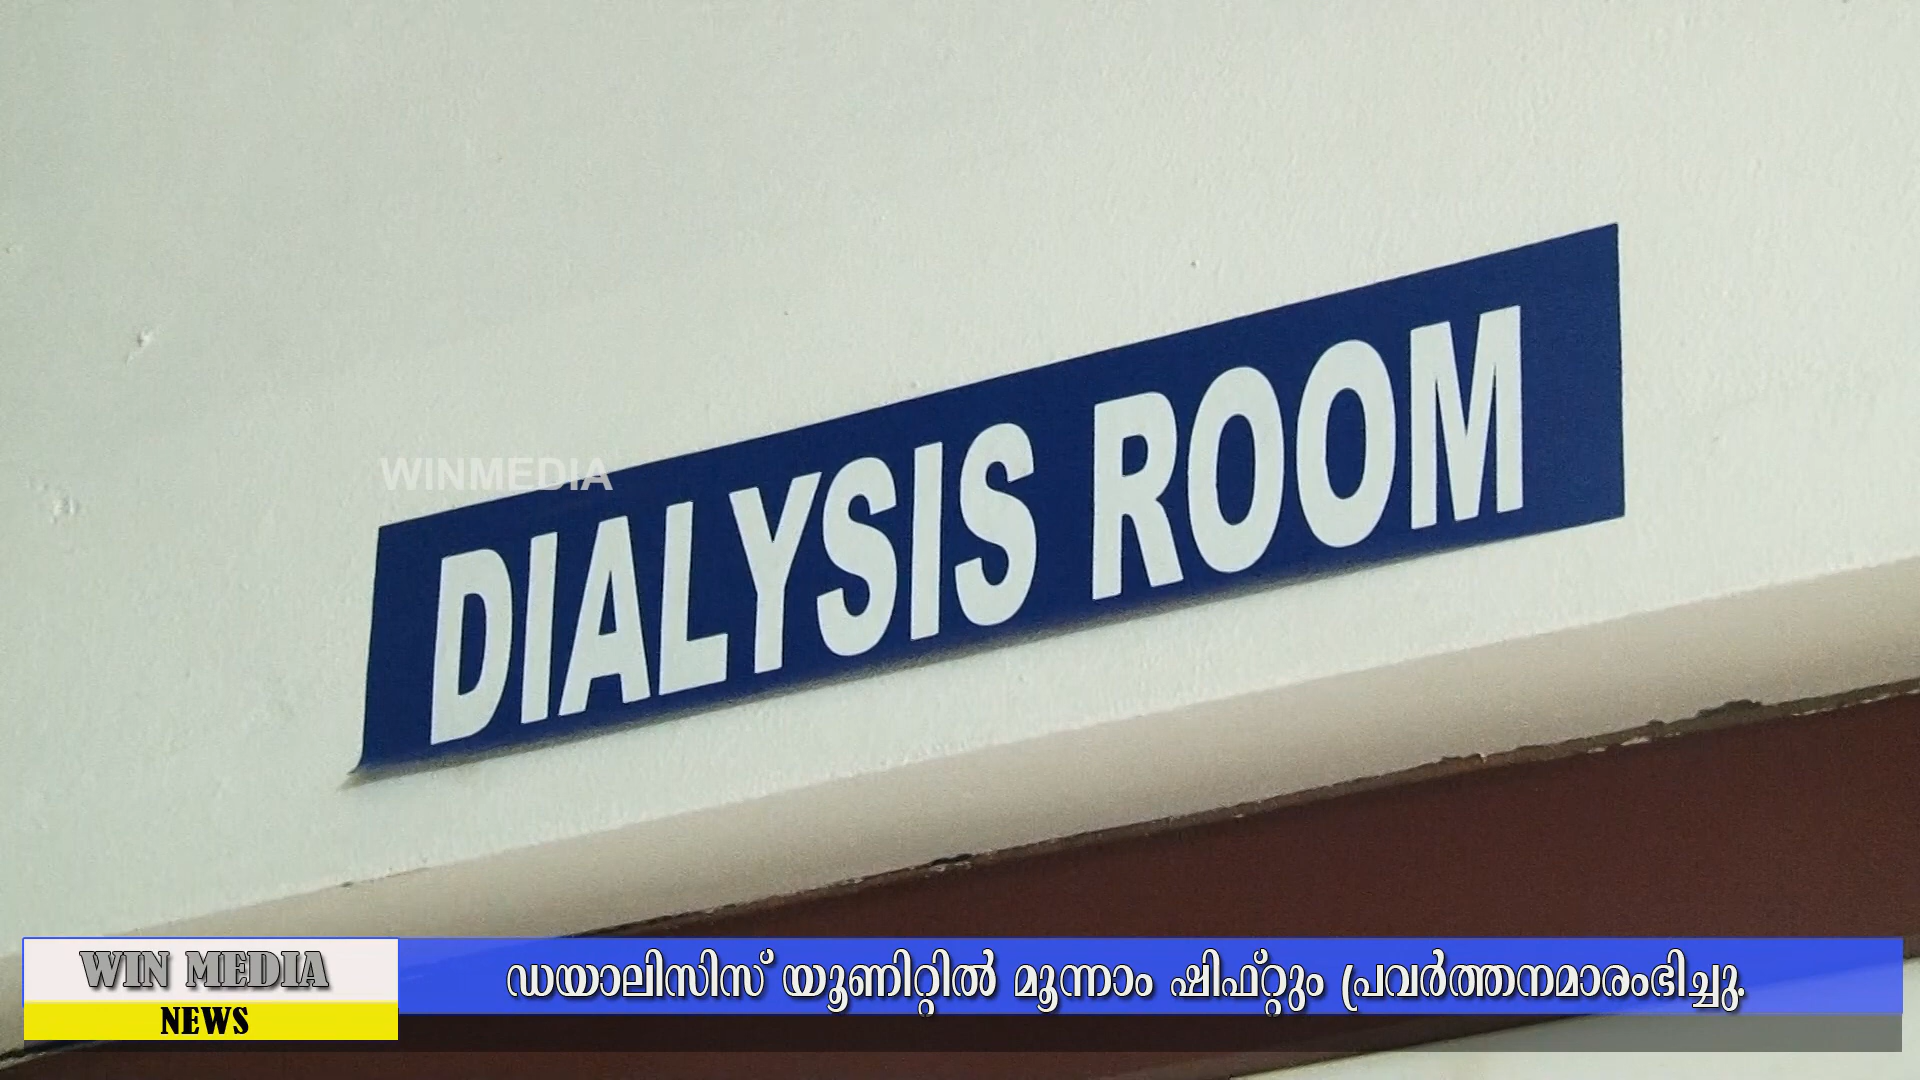 WINMEDIA
DIALYSIS ROOM
WIN MEDIA
NEWS
ഡയാലിസിസ് യൂണിറ്റിൽ മൂന്നാം ഷിഫ്റ്റും പ്രവർത്തനമാരംഭിച്ചു.